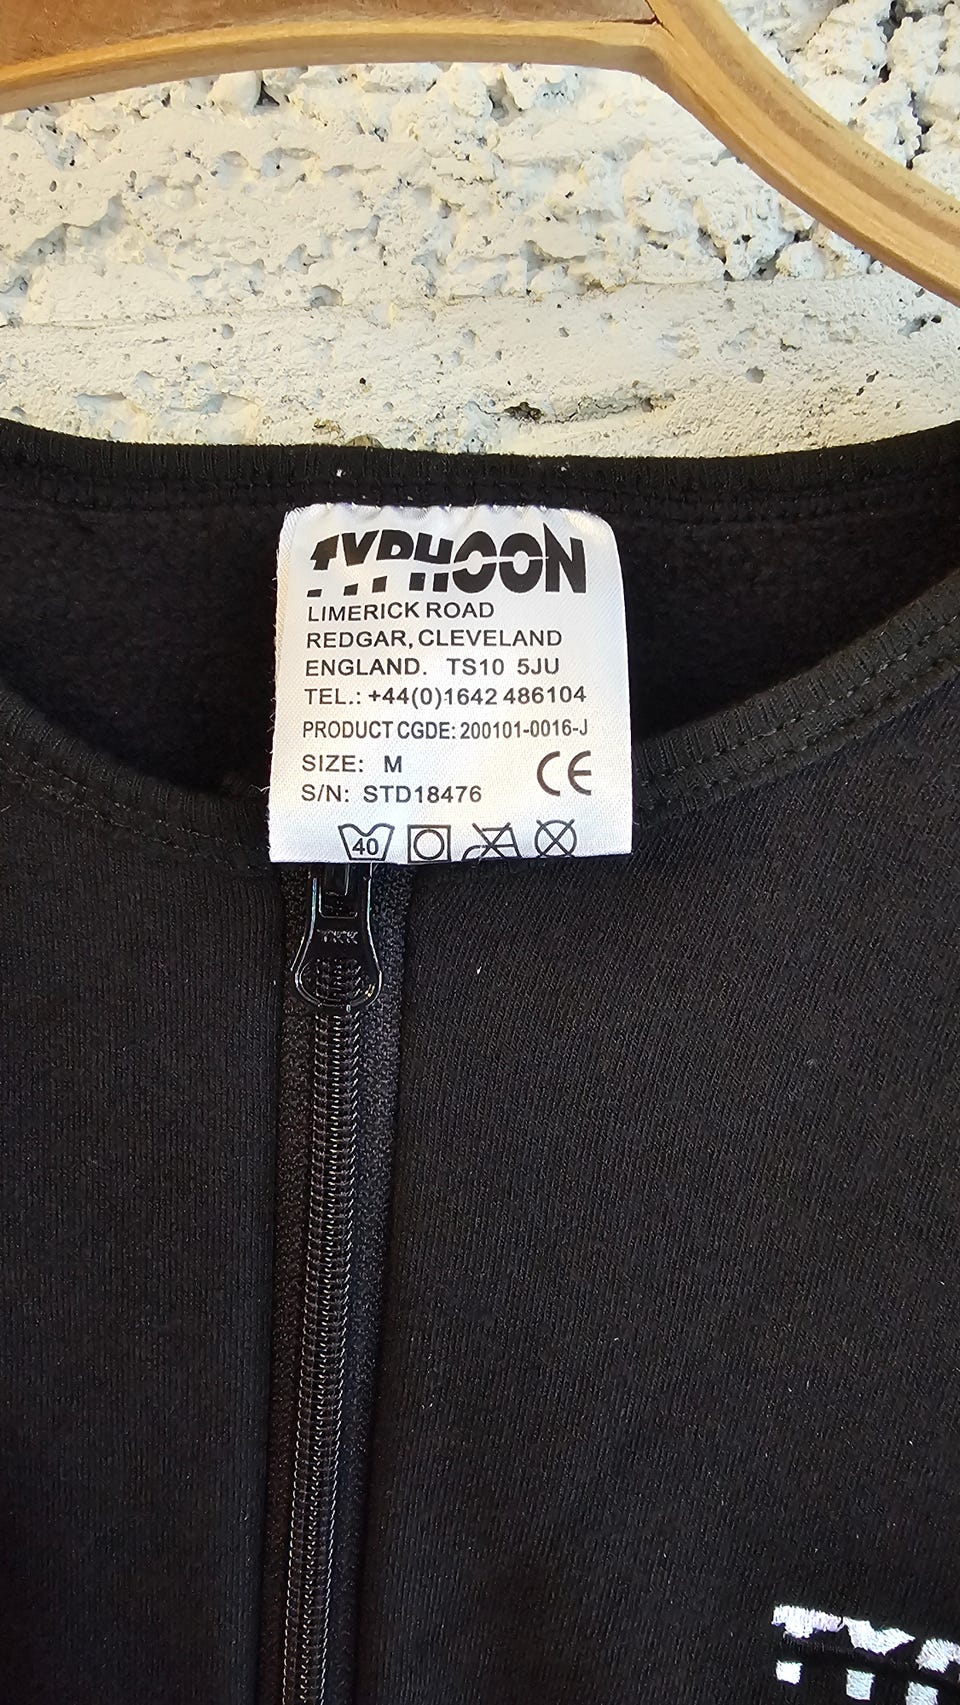 TYPHOON
LIMERICK ROAD
REDGAR, CLEVELAND
ENGLAND. TS10 5JU
TEL.: +44(0)1642 486104
PRODUCT CGDE: 200101-0016-J
SIZE: M
S/N: STD18476
CE
40